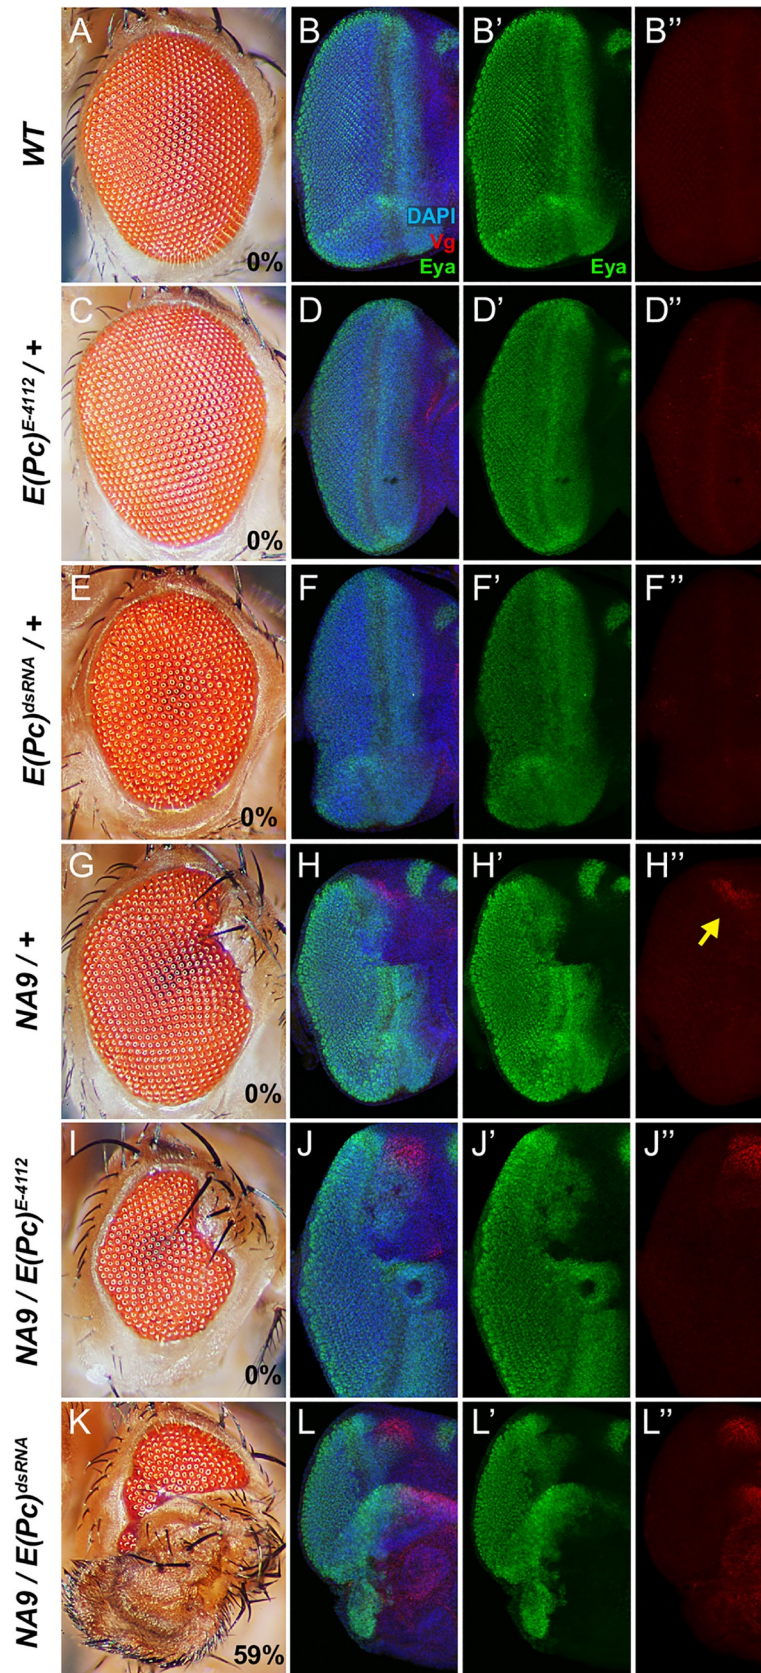 WT
A
0%
B
DAPI
Vg
Eya
B’
Eya
B’’
E(Pc)^E-4112 / +
C
0%
D
D’
D’’
E(Pc)^dsRNA / +
E
0%
F
F’
F’’
NA9 / +
G
0%
H
H’
H’’
NA9 / E(Pc)^E-4112
I
0%
J
J’
J’’
NA9 / E(Pc)^dsRNA
K
59%
L
L’
L’’